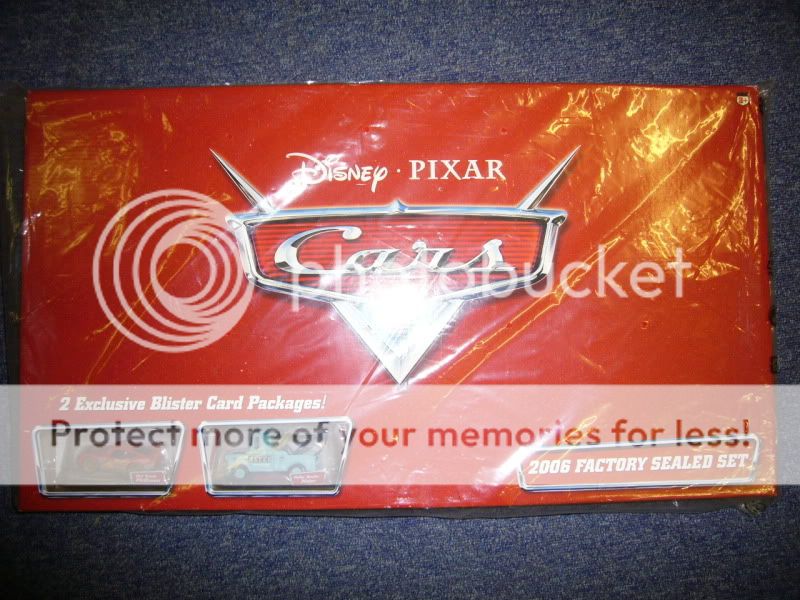 Disney · PIXAR
Cars
photobucket
2 Exclusive Blister Card Packages!
Protect more of your memories for less!
2006 FACTORY SEALED SET